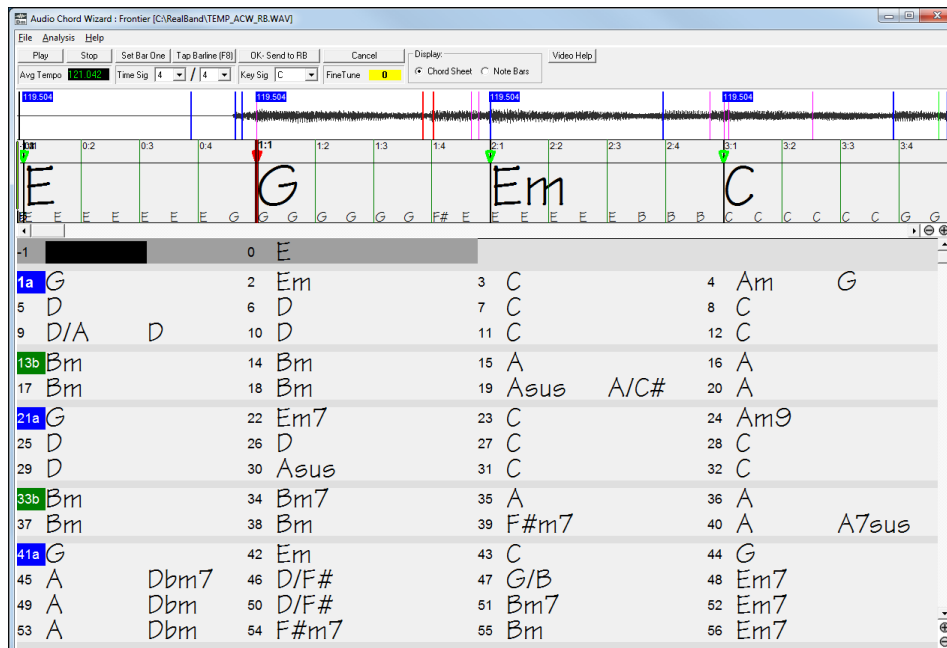 Audio Chord Wizard : Frontier [C:\RealBand\TEMP_ACW_RB.WAV]
File Analysis Help
Play Stop Set Bar One Tap Barline (F8) OK- Send to RB Cancel Display: Video Help
Avg Tempo 121.042 Time Sig 4 / 4 Key Sig C FineTune 0 Chord Sheet Note Bars
119.504 119.504 119.504 119.504
0:2 0:3 0:4 1:1 1:2 1:3 1:4 2:1 2:2 2:3 2:4 3:1 3:2 3:3 3:4
E G Em C
E E E E E E G G G G G G G F# E E E E E E B B B C C C C C C G G
-1 0 E
1a G 2 Em 3 C 4 Am G
5 D 6 D 7 C 8 C
9 D/A D 10 D 11 C 12 C
13b Bm 14 Bm 15 A 16 A
17 Bm 18 Bm 19 Asus A/C# 20 A
21a G 22 Em7 23 C 24 Am9
25 D 26 D 27 C 28 C
29 D 30 Asus 31 C 32 C
33b Bm 34 Bm7 35 A 36 A
37 Bm 38 Bm 39 F#m7 40 A A7sus
41a G 42 Em 43 C 44 G
45 A Dbm7 46 D/F# 47 G/B 48 Em7
49 A Dbm 50 D/F# 51 Bm7 52 Em7
53 A Dbm 54 F#m7 55 Bm 56 Em7